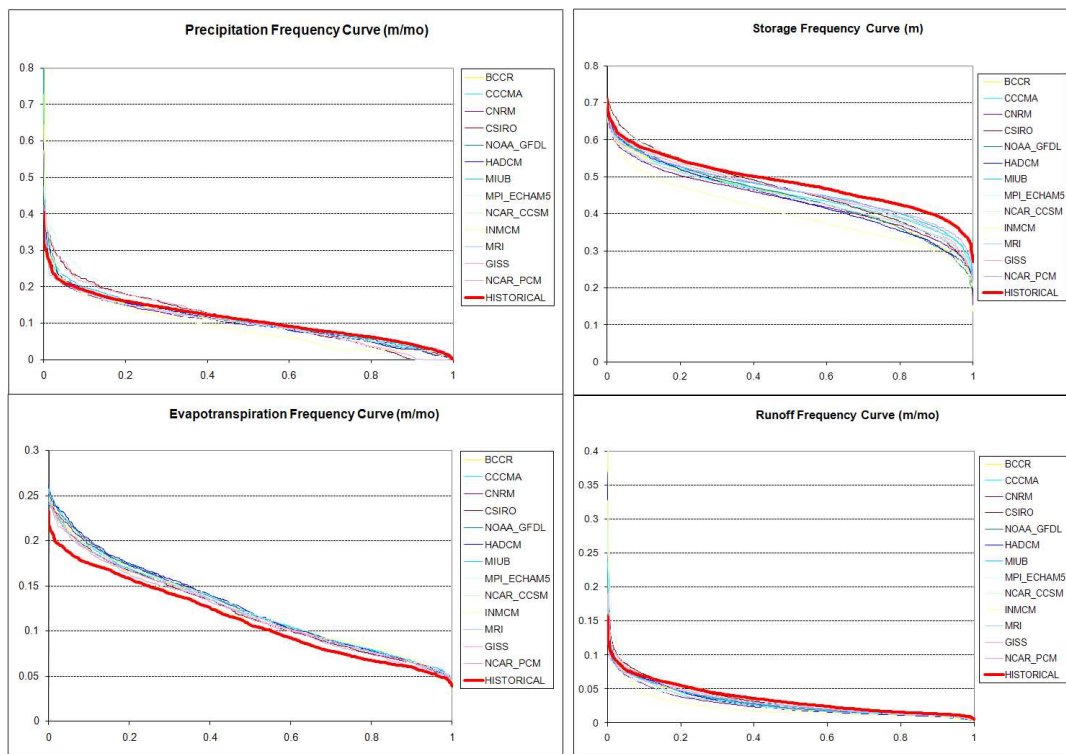 Precipitation Frequency Curve (m/mo)
0.8
0.7
0.6
0.5
0.4
0.3
0.2
0.1
0
0 0.2 0.4 0.6 0.8 1
BCCR
CCCMA
CNRM
CSIRO
NOAA_GFDL
HADCM
MIUB
MPI_ECHAM5
NCAR_CCSM
INMCM
MRI
GISS
NCAR_PCM
HISTORICAL
Storage Frequency Curve (m)
0.8
0.7
0.6
0.5
0.4
0.3
0.2
0.1
0 0.2 0.4 0.6 0.8 1
BCCR
CCCMA
CNRM
CSIRO
NOAA_GFDL
HADCM
MIUB
MPI_ECHAM5
NCAR_CCSM
INMCM
MRI
GISS
NCAR_PCM
HISTORICAL
Evapotranspiration Frequency Curve (m/mo)
0.3
0.25
0.2
0.15
0.1
0.05
0
0 0.2 0.4 0.6 0.8 1
BCCR
CCCMA
CNRM
CSIRO
NOAA_GFDL
HADCM
MIUB
MPI_ECHAM5
NCAR_CCSM
INMCM
MRI
GISS
NCAR_PCM
HISTORICAL
Runoff Frequency Curve (m/mo)
0.4
0.35
0.3
0.25
0.2
0.15
0.1
0.05
0
0 0.2 0.4 0.6 0.8 1
BCCR
CCCMA
CNRM
CSIRO
NOAA_GFDL
HADCM
MIUB
MPI_ECHAM5
NCAR_CCSM
INMCM
MRI
GISS
NCAR_PCM
HISTORICAL